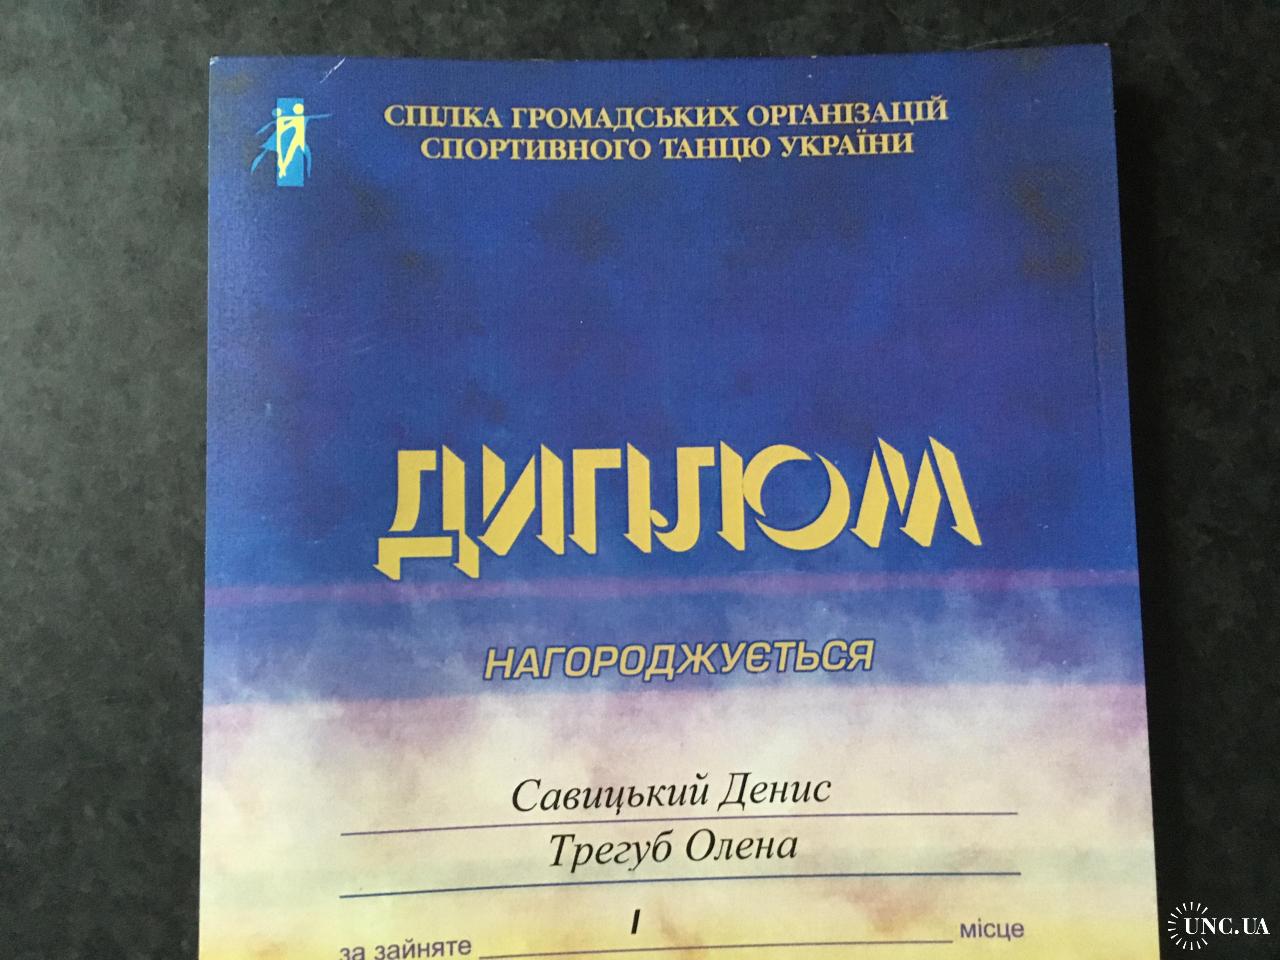 СПІЛКА ГРОМАДСЬКИХ ОРГАНІЗАЦІЙ
СПОРТИВНОГО ТАНЦЮ УКРАЇНИ
ДИПЛОМ
НАГОРОДЖУЄТЬСЯ
Савицький Денис
Трегуб Олена
за зайняте I місце
UNC.UA